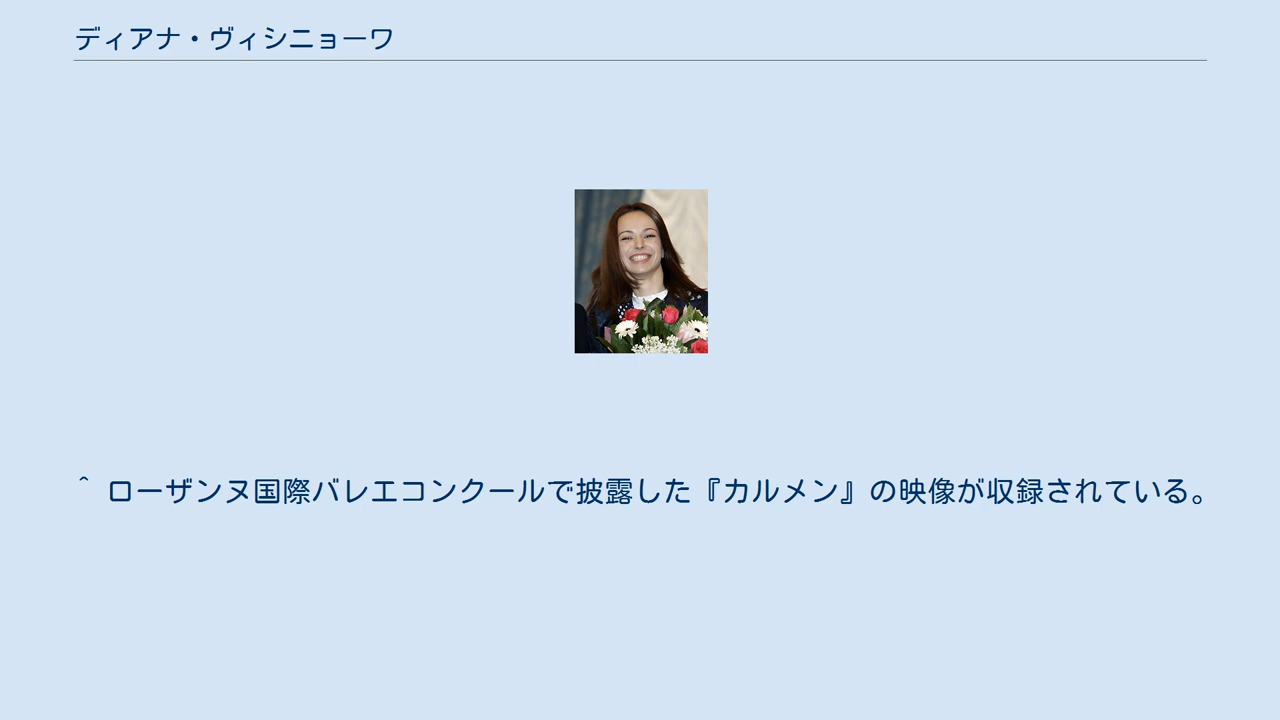 ディアナ・ヴィシニョーワ
^ ローザンヌ国際バレエコンクールで披露した『カルメン』の映像が収録されている。